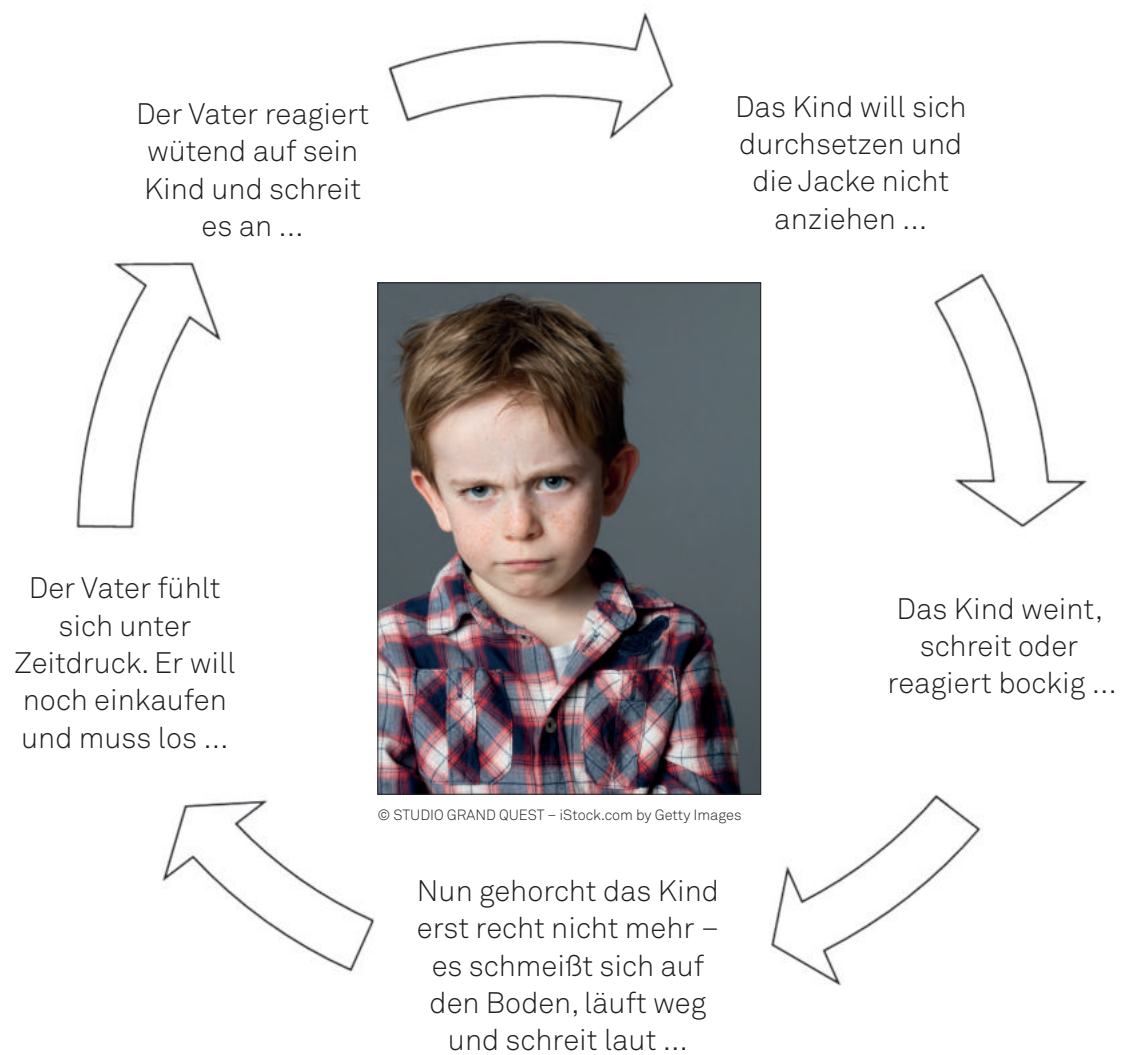 Der Vater reagiert
wütend auf sein
Kind und schreit
es an ...
Das Kind will sich
durchsetzen und
die Jacke nicht
anziehen ...
Das Kind weint,
schreit oder
reagiert bockig ...
Nun gehorcht das Kind
erst recht nicht mehr –
es schmeißt sich auf
den Boden, läuft weg
und schreit laut ...
Der Vater fühlt
sich unter
Zeitdruck. Er will
noch einkaufen
und muss los ...
© STUDIO GRAND QUEST – iStock.com by Getty Images